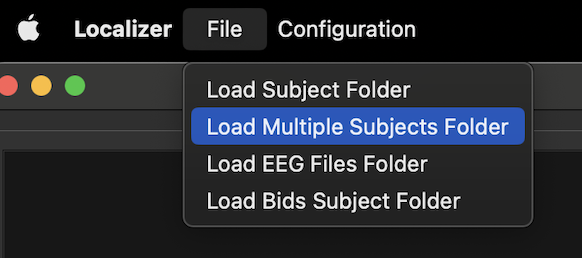 Localizer File Configuration
Load Subject Folder
Load Multiple Subjects Folder
Load EEG Files Folder
Load Bids Subject Folder